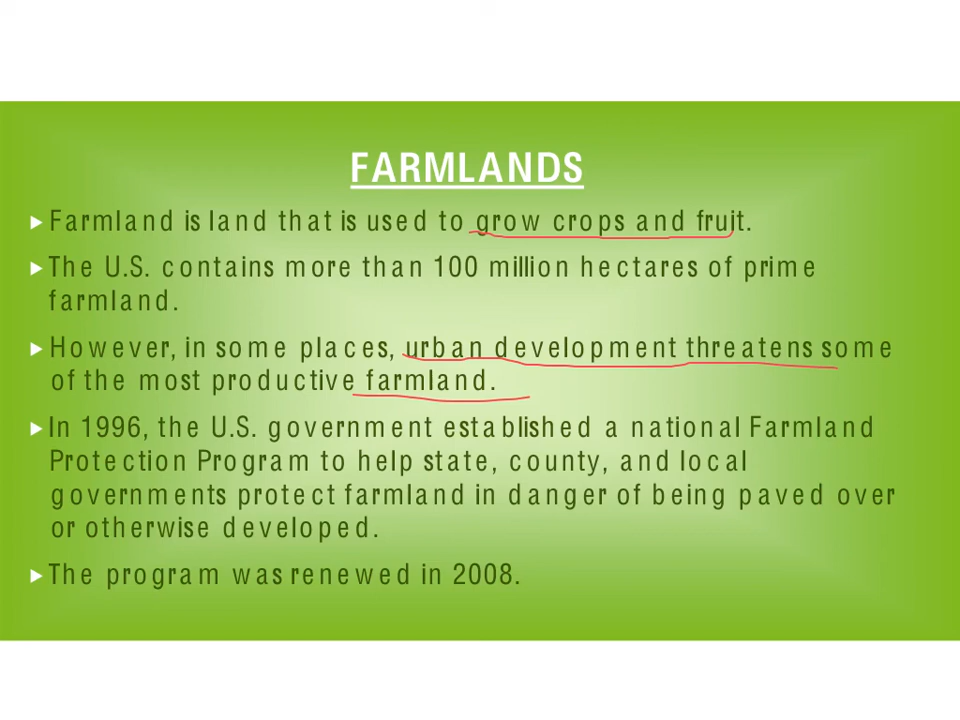 FARMLANDS
Farmland is land that is used to grow crops and fruit.
The U.S. contains more than 100 million hectares of prime
farmland.
However, in some places, urban development threatens some
of the most productive farmland.
In 1996, the U.S. government established a national Farmland
Protection Program to help state, county, and local
governments protect farmland in danger of being paved over
or otherwise developed.
The program was renewed in 2008.